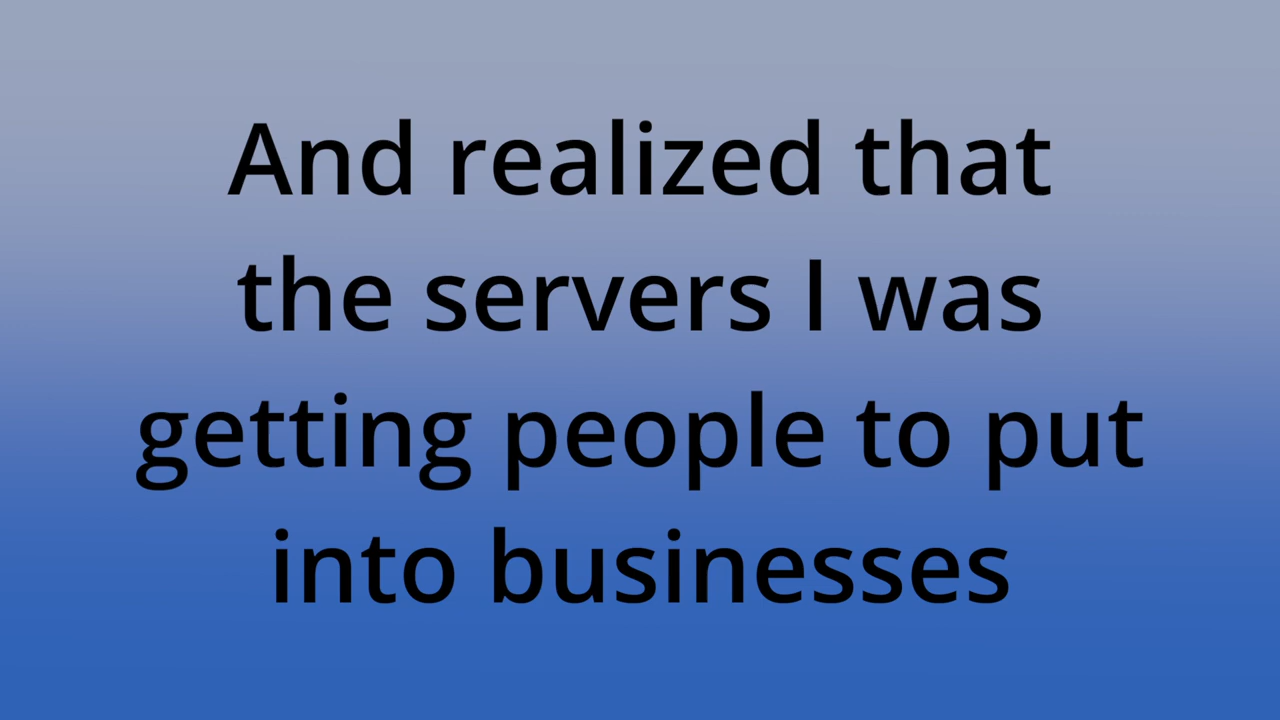 And realized that
the servers I was
getting people to put
into businesses